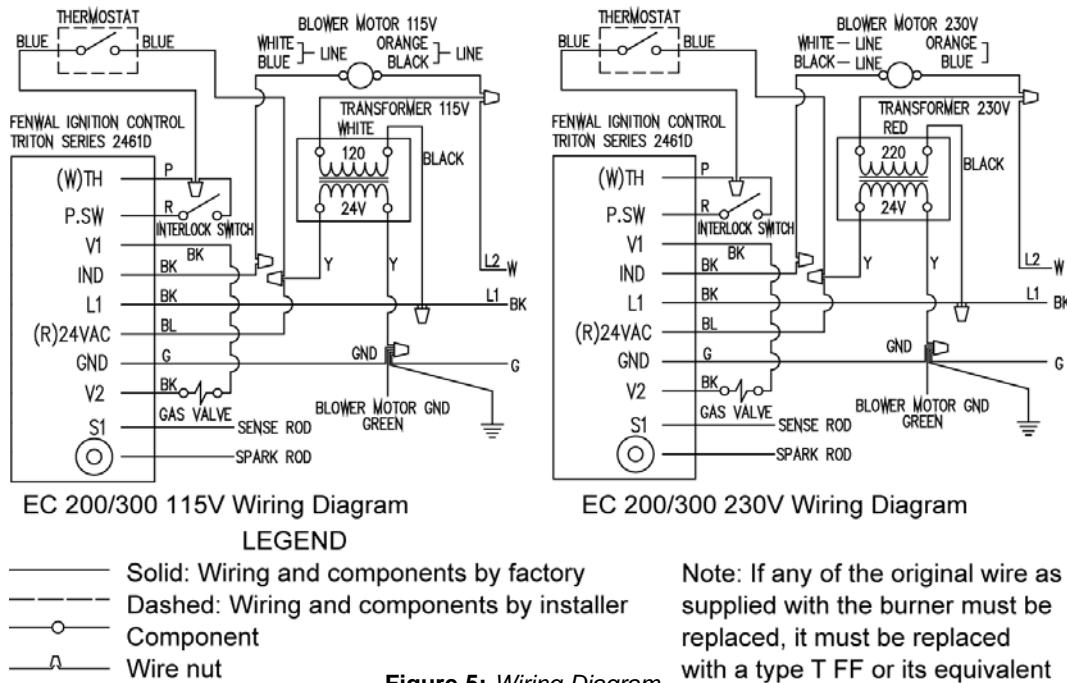 THERMOSTAT
BLUE
BLUE
BLOWER MOTOR 115V
WHITE
BLUE
LINE
ORANGE
BLACK
LINE
TRANSFORMER 115V
WHITE
FENWAL IGNITION CONTROL
TRITON SERIES 2461D
120
BLACK
24V
(W)TH
P
P.SW
R
INTERLOCK SWITCH
V1
BK
IND
BK
Y
Y
L2
W
L1
BK
L1
BK
(R)24VAC
BL
GND
G
GND
G
V2
BK
GAS VALVE
BLOWER MOTOR GND
GREEN
S1
SENSE ROD
SPARK ROD
EC 200/300 115V Wiring Diagram
THERMOSTAT
BLUE
BLUE
BLOWER MOTOR 230V
WHITE — LINE
BLACK — LINE
ORANGE
BLUE
TRANSFORMER 230V
RED
FENWAL IGNITION CONTROL
TRITON SERIES 2461D
220
BLACK
24V
(W)TH
P
P.SW
R
INTERLOCK SWITCH
V1
BK
IND
BK
Y
Y
L2
W
L1
BK
L1
BK
(R)24VAC
BL
GND
G
GND
G
V2
BK
GAS VALVE
BLOWER MOTOR GND
GREEN
S1
SENSE ROD
SPARK ROD
EC 200/300 230V Wiring Diagram
LEGEND
Solid: Wiring and components by factory
Dashed: Wiring and components by installer
Component
Wire nut
Note: If any of the original wire as
supplied with the burner must be
replaced, it must be replaced
with a type T FF or its equivalent
Figure 5: Wiring Diagram